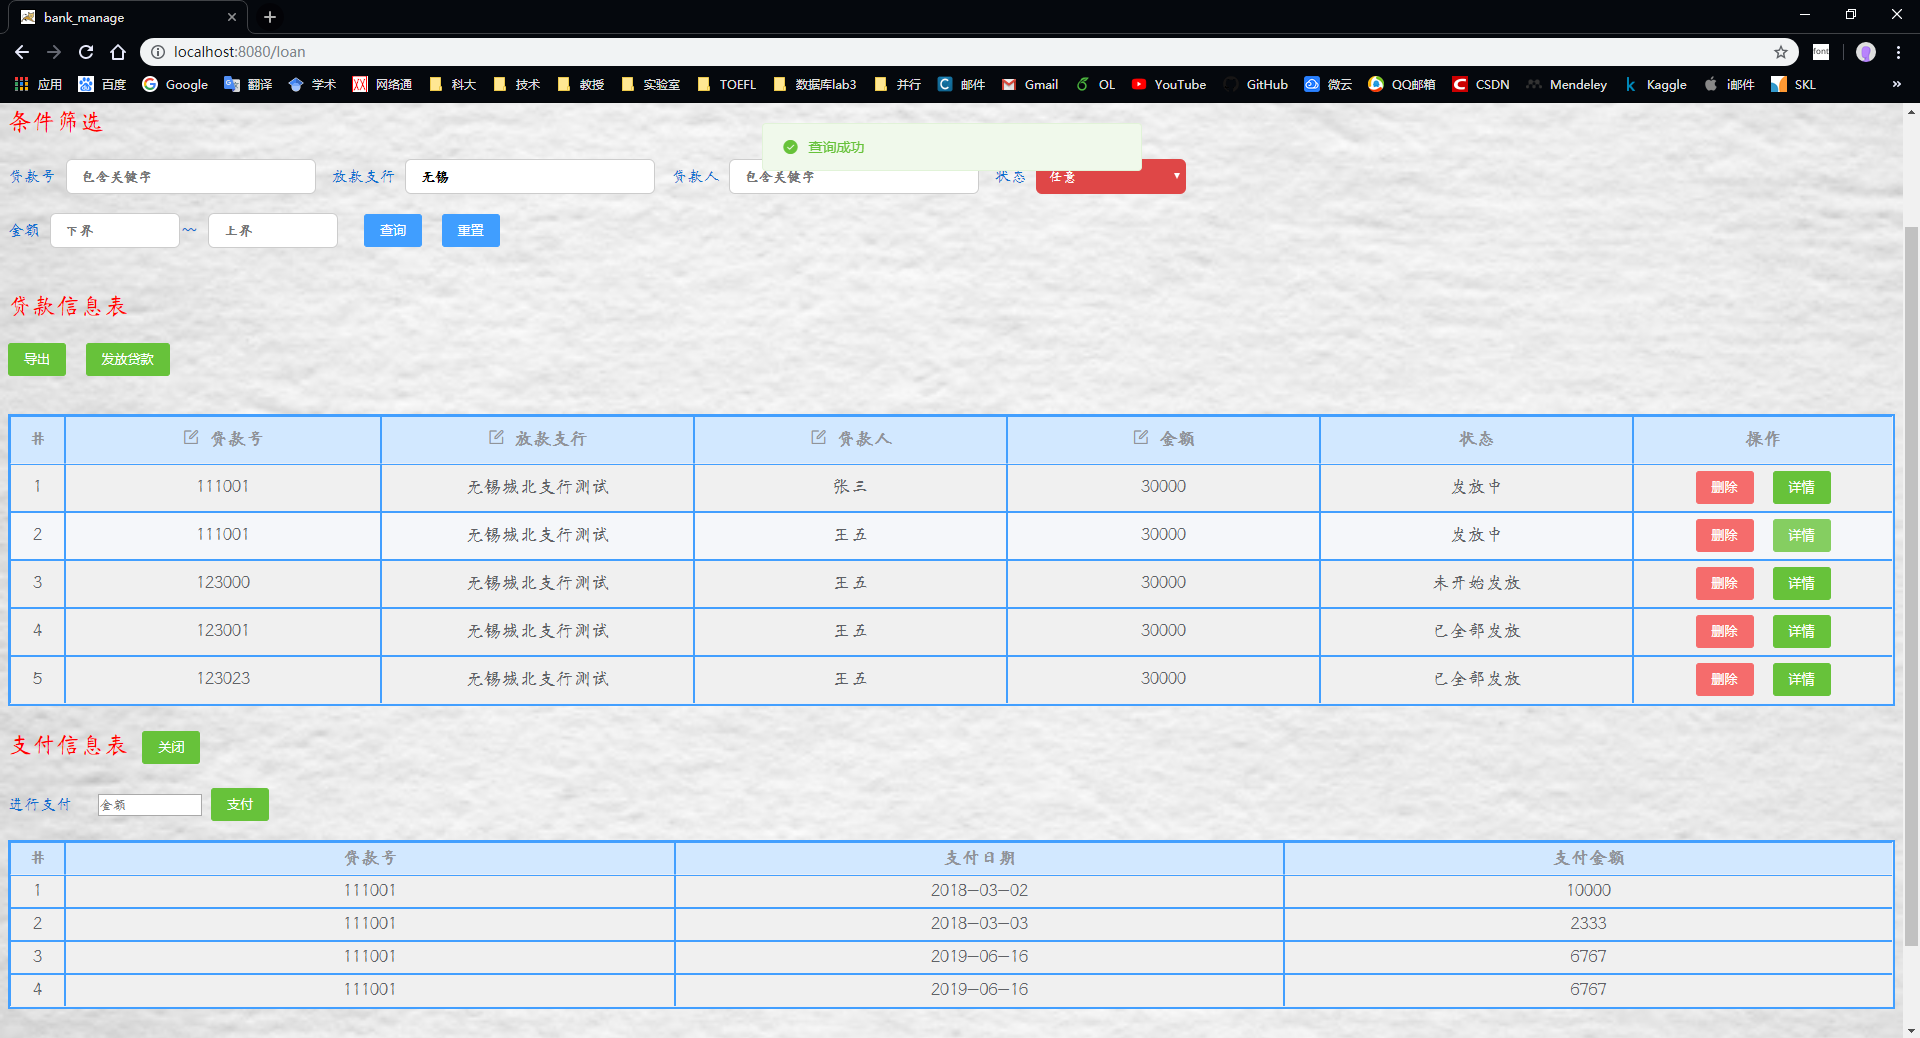 bank_manage
localhost:8080/loan
font
应用 百度 Google 翻译 学术 网络通 科大 技术 教授 实验室 TOEFL 数据库lab3 并行 邮件 Gmail OL YouTube GitHub 微云 QQ邮箱 CSDN Mendeley Kaggle i邮件 SKL »
条件筛选
查询成功
贷款号 包含关键字 放款支行 无锡 贷款人 包含关键字 状态 任意
金额 下界 ~ 上界 查询 重置
贷款信息表
导出 发放贷款
# 贷款号 放款支行 贷款人 金额 状态 操作
1 111001 无锡城北支行测试 张三 30000 发放中 删除 详情
2 111001 无锡城北支行测试 王五 30000 发放中 删除 详情
3 123000 无锡城北支行测试 王五 30000 未开始发放 删除 详情
4 123001 无锡城北支行测试 王五 30000 已全部发放 删除 详情
5 123023 无锡城北支行测试 王五 30000 已全部发放 删除 详情
支付信息表 关闭
进行支付 金额 支付
# 贷款号 支付日期 支付金额
1 111001 2018-03-02 10000
2 111001 2018-03-03 2333
3 111001 2019-06-16 6767
4 111001 2019-06-16 6767